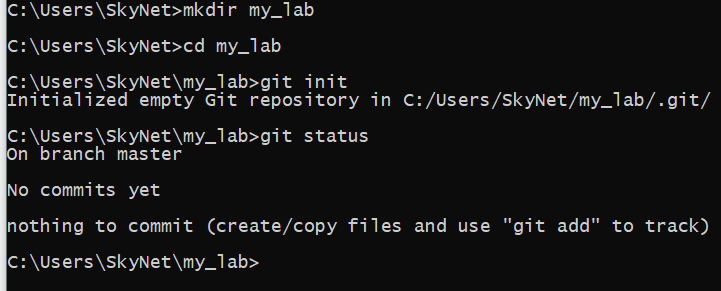 C:\Users\SkyNet>mkdir my_lab
C:\Users\SkyNet>cd my_lab
C:\Users\SkyNet\my_lab>git init
Initialized empty Git repository in C:/Users/SkyNet/my_lab/.git/
C:\Users\SkyNet\my_lab>git status
On branch master
No commits yet
nothing to commit (create/copy files and use "git add" to track)
C:\Users\SkyNet\my_lab>